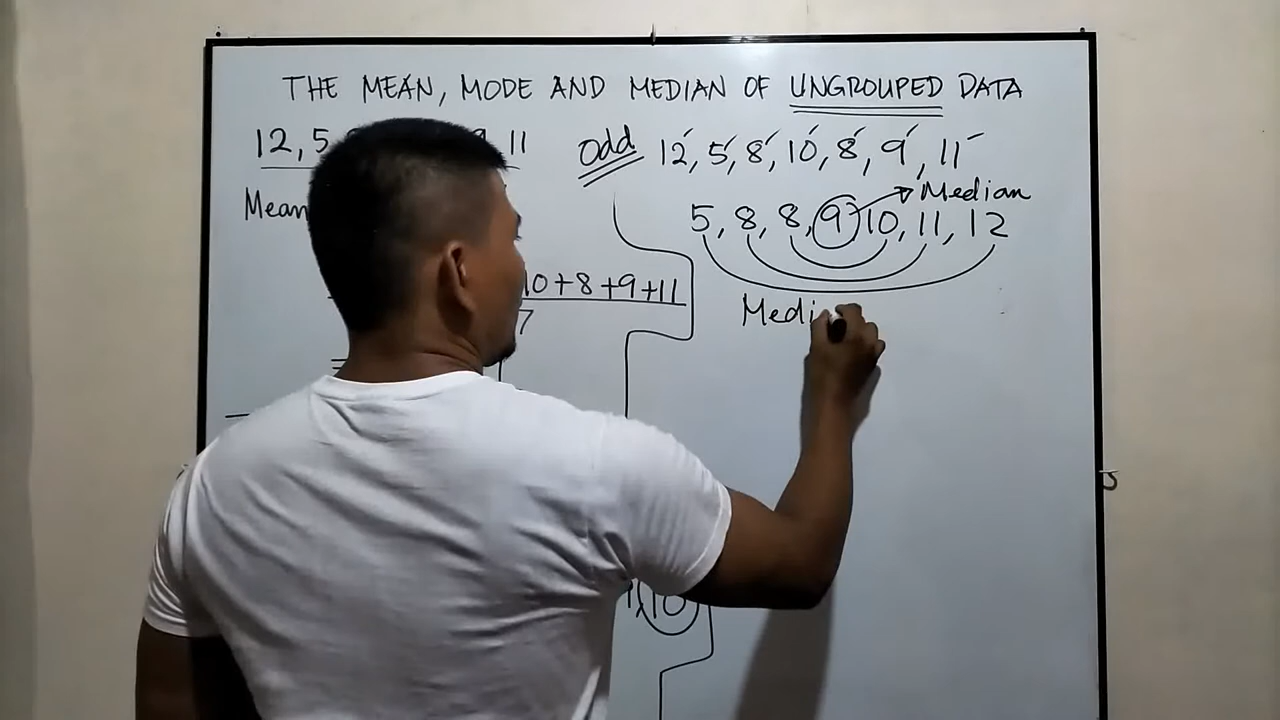 THE MEAN, MODE AND MEDIAN OF UNGROUPED DATA
12, 5 9, 11
Mean
10+8+9+11
7
Odd 12, 5, 8, 10, 8, 9, 11
Median
5, 8, 8, 9, 10, 11, 12
Medi
10